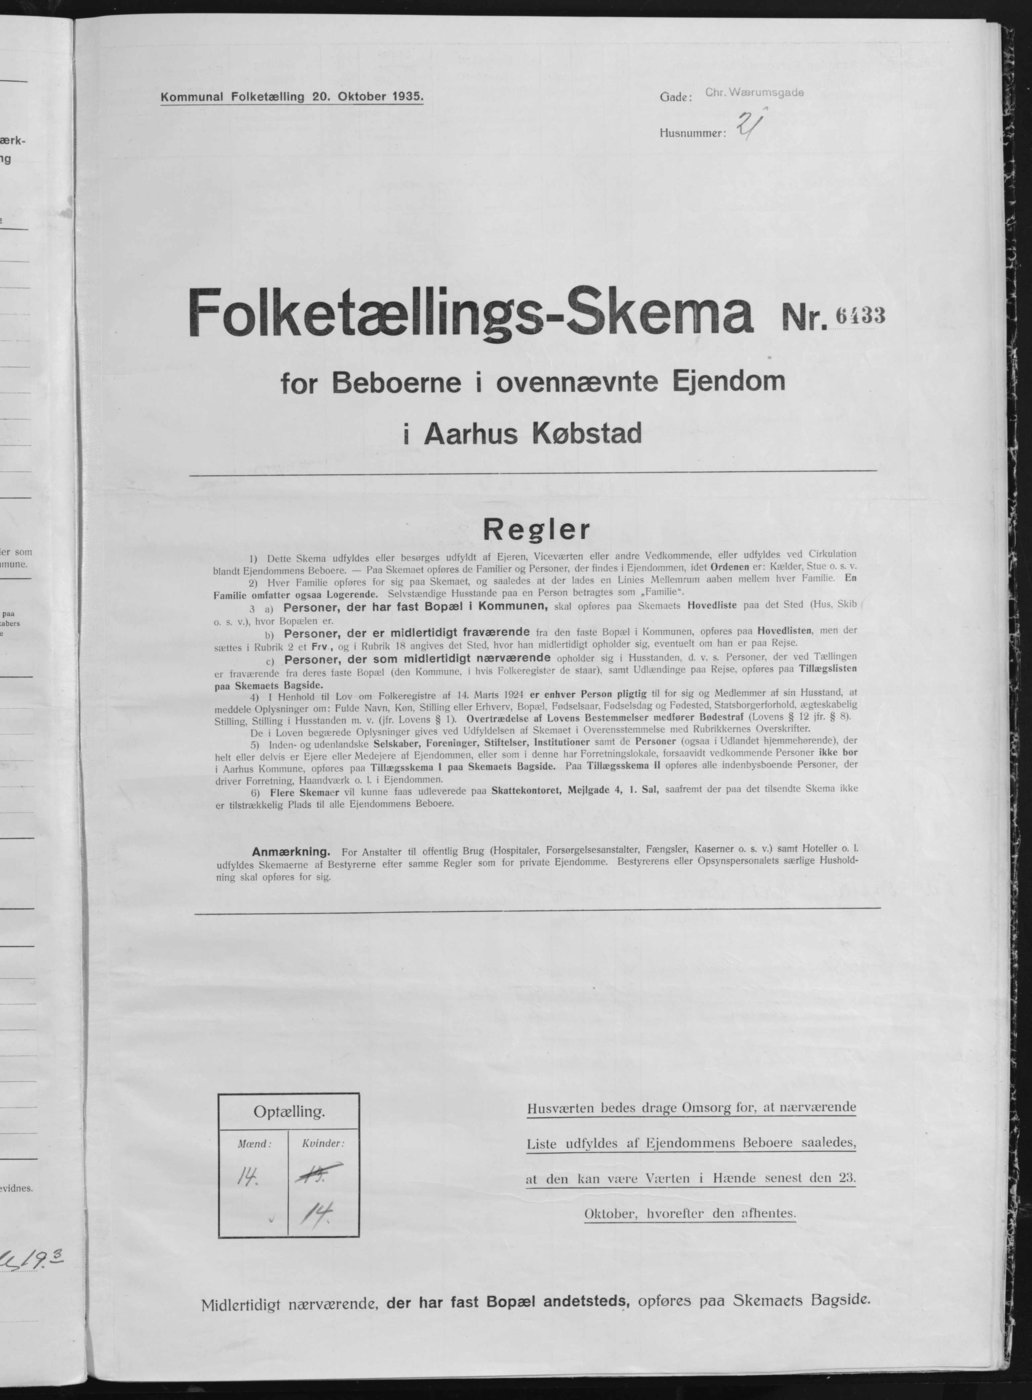 Kommunal Folketælling 20. Oktober 1935.
Gade: Chr. Wærumsgade
Husnummer: 21
Folketællings-Skema Nr. 6433
for Beboerne i ovennævnte Ejendom
i Aarhus Købstad
Regler
1) Dette Skema udfyldes eller besørges udfyldt af Ejeren, Viceværten eller andre Vedkommende, eller udfyldes ved Cirkulation
blandt Ejendommens Beboere. — Paa Skemaet opføres de Familier og Personer, der findes i Ejendommen, idet Ordenen er: Kælder, Stue o. s. v.
2) Hver Familie opføres for sig paa Skemaet, og saaledes at der lades en Linies Mellemrum aaben mellem hver Familie. En
Familie omfatter ogsaa Logerende. Selvstændige Husstande paa en Person betragtes som „Familie“.
3 a) Personer, der har fast Bopæl i Kommunen, skal opføres paa Skemaets Hovedliste paa det Sted (Hus, Skib
o. s. v.), hvor Bopælen er.
b) Personer, der er midlertidigt fraværende fra den faste Bopæl i Kommunen, opføres paa Hovedlisten, men der
sættes i Rubrik 2 et Frv., og i Rubrik 18 angives det Sted, hvor han midlertidigt opholder sig, eventuelt om han er paa Rejse.
c) Personer, der som midlertidigt nærværende opholder sig i Husstanden, d. v. s. Personer, der ved Tællingen
er fraværende fra deres faste Bopæl (den Kommune, i hvis Folkeregister de staar), samt Udlændinge paa Rejse, opføres paa Tillægslisten
paa Skemaets Bagside.
4) I Henhold til Lov om Folkeregistre af 14. Marts 1924 er enhver Person pligtig til for sig og Medlemmer af sin Husstand, at
meddele Oplysninger om: Fulde Navn, Køn, Stilling eller Erhverv, Bopæl, Fødselsaar, Fødselsdag og Fødested, Statsborgerforhold, ægteskabelig
Stilling, Stilling i Husstanden m. v. (jfr. Lovens § 1). Overtrædelse af Lovens Bestemmelser medfører Bødestraf (Lovens § 12 jfr. § 8).
De i Loven begærede Oplysninger gives ved Udfyldelsen af Skemaet i Overensstemmelse med Rubrikkernes Overskrifter.
5) Inden- og udenlandske Selskaber, Foreninger, Stiftelser, Institutioner samt de Personer (ogsaa i Udlandet hjemmehørende), der
helt eller delvis er Ejere eller Medejere af Ejendommen, eller som i denne har Forretningslokale, forsaavidt vedkommende Personer ikke bor
i Aarhus Kommune, opføres paa Tillægsskema I paa Skemaets Bagside. Paa Tillægsskema II opføres alle indenbysboende Personer, der
driver Forretning, Haandværk o. l. i Ejendommen.
6) Flere Skemaer vil kunne faas udleverede paa Skattekontoret, Mejlgade 4, 1. Sal, saafremt der paa det tilsendte Skema ikke
er tilstrækkelig Plads til alle Ejendommens Beboere.
Anmærkning. For Anstalter til offentlig Brug (Hospitaler, Forsørgelsesanstalter, Fængsler, Kaserner o. s. v.) samt Hoteller o. l.
udfyldes Skemaerne af Bestyrerne efter samme Regler som for private Ejendomme. Bestyrerens eller Opsynspersonalets særlige Hushold-
ning skal opføres for sig.
Optælling.
Mænd: Kvinder:
14. 13.
14.
Husværten bedes drage Omsorg for, at nærværende
Liste udfyldes af Ejendommens Beboere saaledes,
at den kan være Værten i Hænde senest den 23.
Oktober, hvorefter den afhentes.
Midlertidigt nærværende, der har fast Bopæl andetsteds, opføres paa Skemaets Bagside.
ærk-
ng
er som
mune.
paa
kabers
e
evidnes.